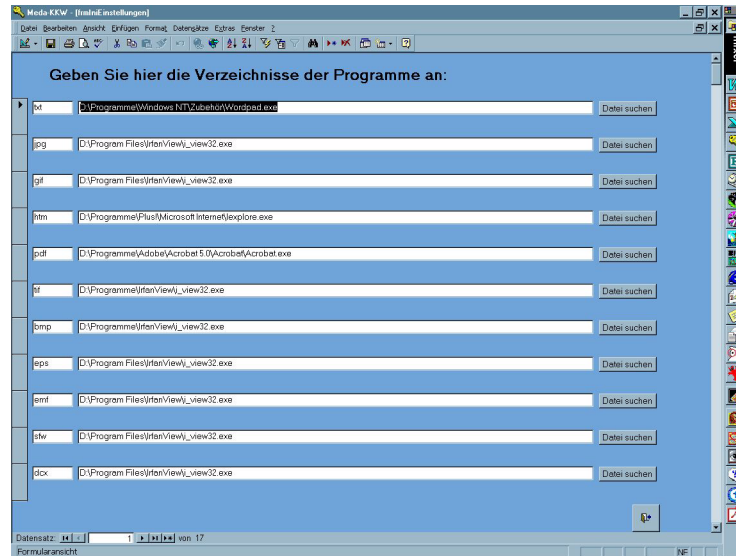 Meda-KKW - [frmIniEinstellungen]
Datei Bearbeiten Ansicht Einfügen Format Datensätze Extras Fenster ?
Geben Sie hier die Verzeichnisse der Programme an:
txt D:\Programme\Windows NT\Zubehör\Wordpad.exe Datei suchen
jpg D:\Program Files\IrfanView\i_view32.exe Datei suchen
gif D:\Program Files\IrfanView\i_view32.exe Datei suchen
htm D:\Programme\Plus!\Microsoft Internet\Iexplore.exe Datei suchen
pdf D:\Programme\Adobe\Acrobat 5.0\Acrobat\Acrobat.exe Datei suchen
tif D:\Programme\IrfanView\i_view32.exe Datei suchen
bmp D:\Programme\IrfanView\i_view32.exe Datei suchen
eps D:\Program Files\IrfanView\i_view32.exe Datei suchen
emf D:\Program Files\IrfanView\i_view32.exe Datei suchen
sfw D:\Program Files\IrfanView\i_view32.exe Datei suchen
dcx D:\Program Files\IrfanView\i_view32.exe Datei suchen
Datensatz: 1 von 17
Formularansicht NF